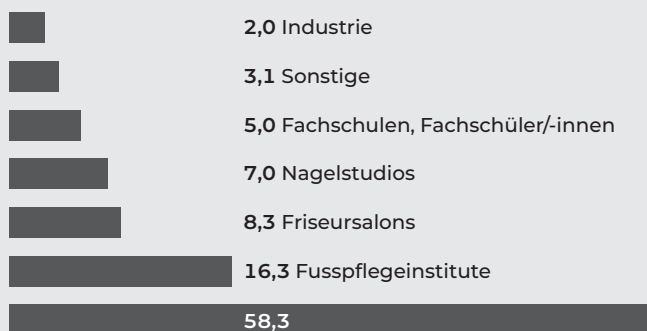 2,0 Industrie
3,1 Sonstige
5,0 Fachschulen, Fachschüler/-innen
7,0 Nagelstudios
8,3 Friseursalons
16,3 Fusspflegeinstitute
58,3